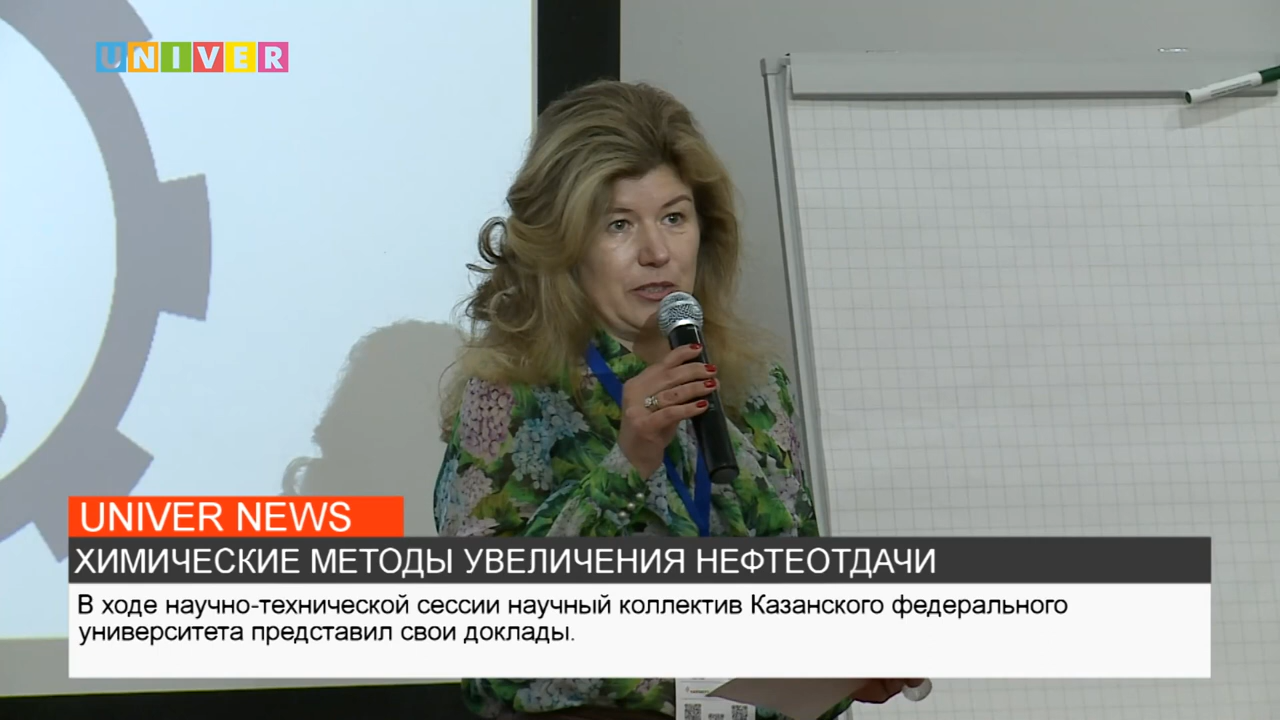 UNIVER
UNIVER NEWS
ХИМИЧЕСКИЕ МЕТОДЫ УВЕЛИЧЕНИЯ НЕФТЕОТДАЧИ
В ходе научно-технической сессии научный коллектив Казанского федерального
университета представил свои доклады.